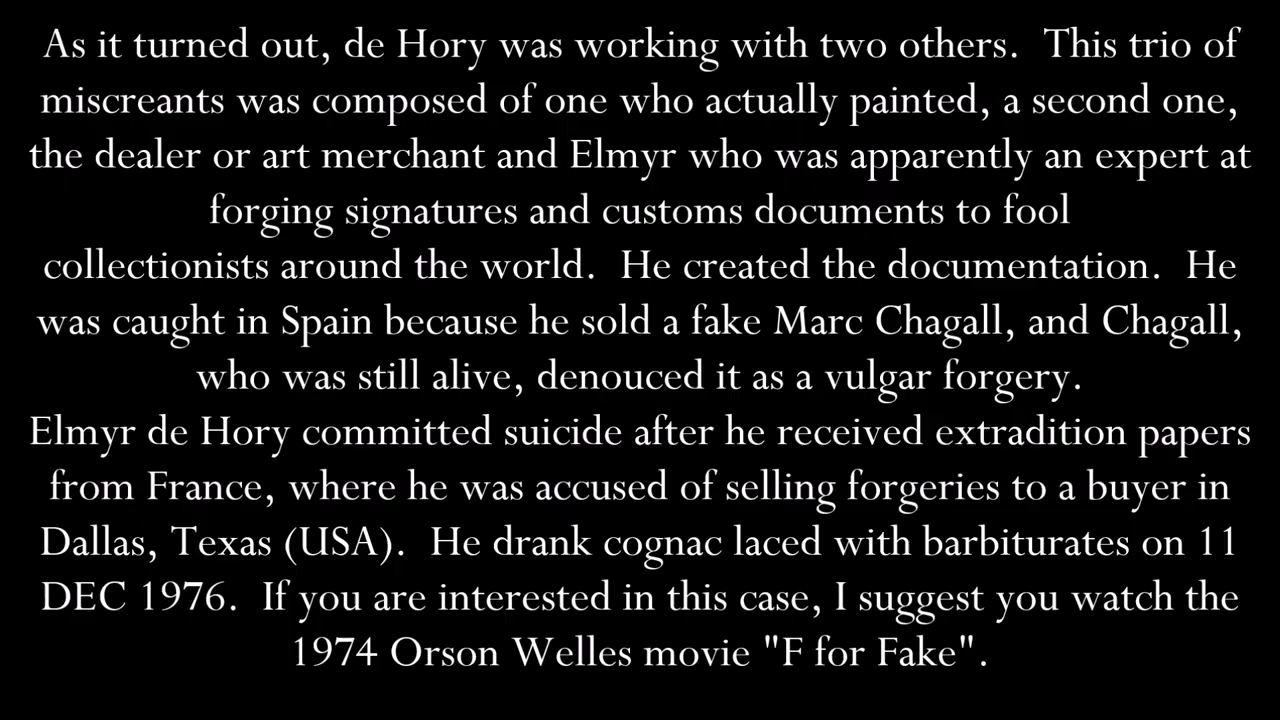 As it turned out, de Hory was working with two others.  This trio of
miscreants was composed of one who actually painted, a second one,
the dealer or art merchant and Elmyr who was apparently an expert at
forging signatures and customs documents to fool
collectionists around the world.  He created the documentation.  He
was caught in Spain because he sold a fake Marc Chagall, and Chagall,
who was still alive, denouced it as a vulgar forgery.
Elmyr de Hory committed suicide after he received extradition papers
from France, where he was accused of selling forgeries to a buyer in
Dallas, Texas (USA).  He drank cognac laced with barbiturates on 11
DEC 1976.  If you are interested in this case, I suggest you watch the
1974 Orson Welles movie "F for Fake".